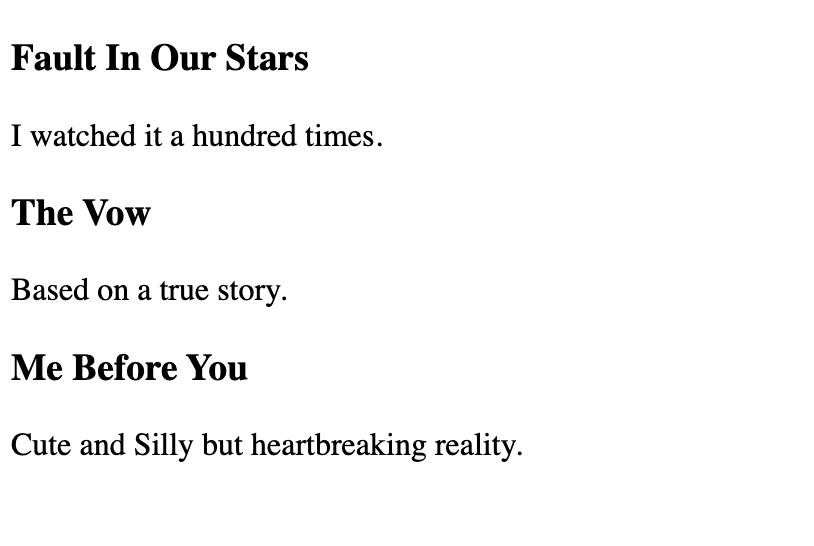 Fault In Our Stars
I watched it a hundred times.
The Vow
Based on a true story.
Me Before You
Cute and Silly but heartbreaking reality.